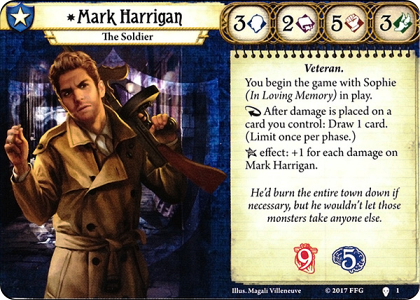 Mark Harrigan
The Soldier
3 2 5 3
Veteran.
You begin the game with Sophie
(In Loving Memory) in play.
After damage is placed on a
card you control: Draw 1 card.
(Limit once per phase.)
effect: +1 for each damage on
Mark Harrigan.
He'd burn the entire town down if
necessary, but he wouldn't let those
monsters take anyone else.
9 5
Illus. Magali Villeneuve © 2017 FFG 1